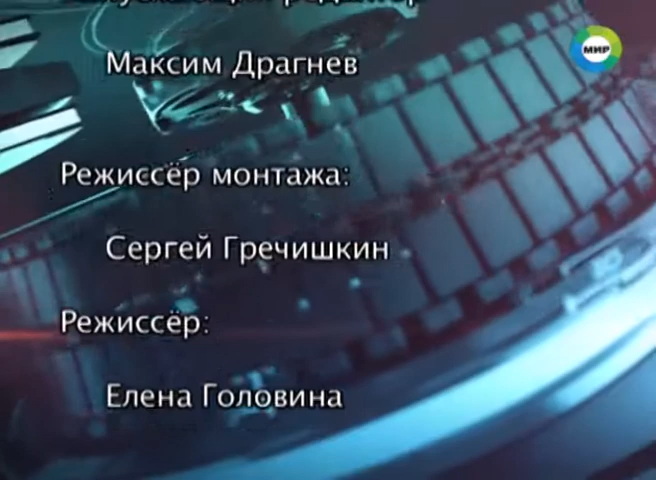 Максим Драгнев
МИР
Режиссёр монтажа:
Сергей Гречишкин
Режиссёр:
Елена Головина